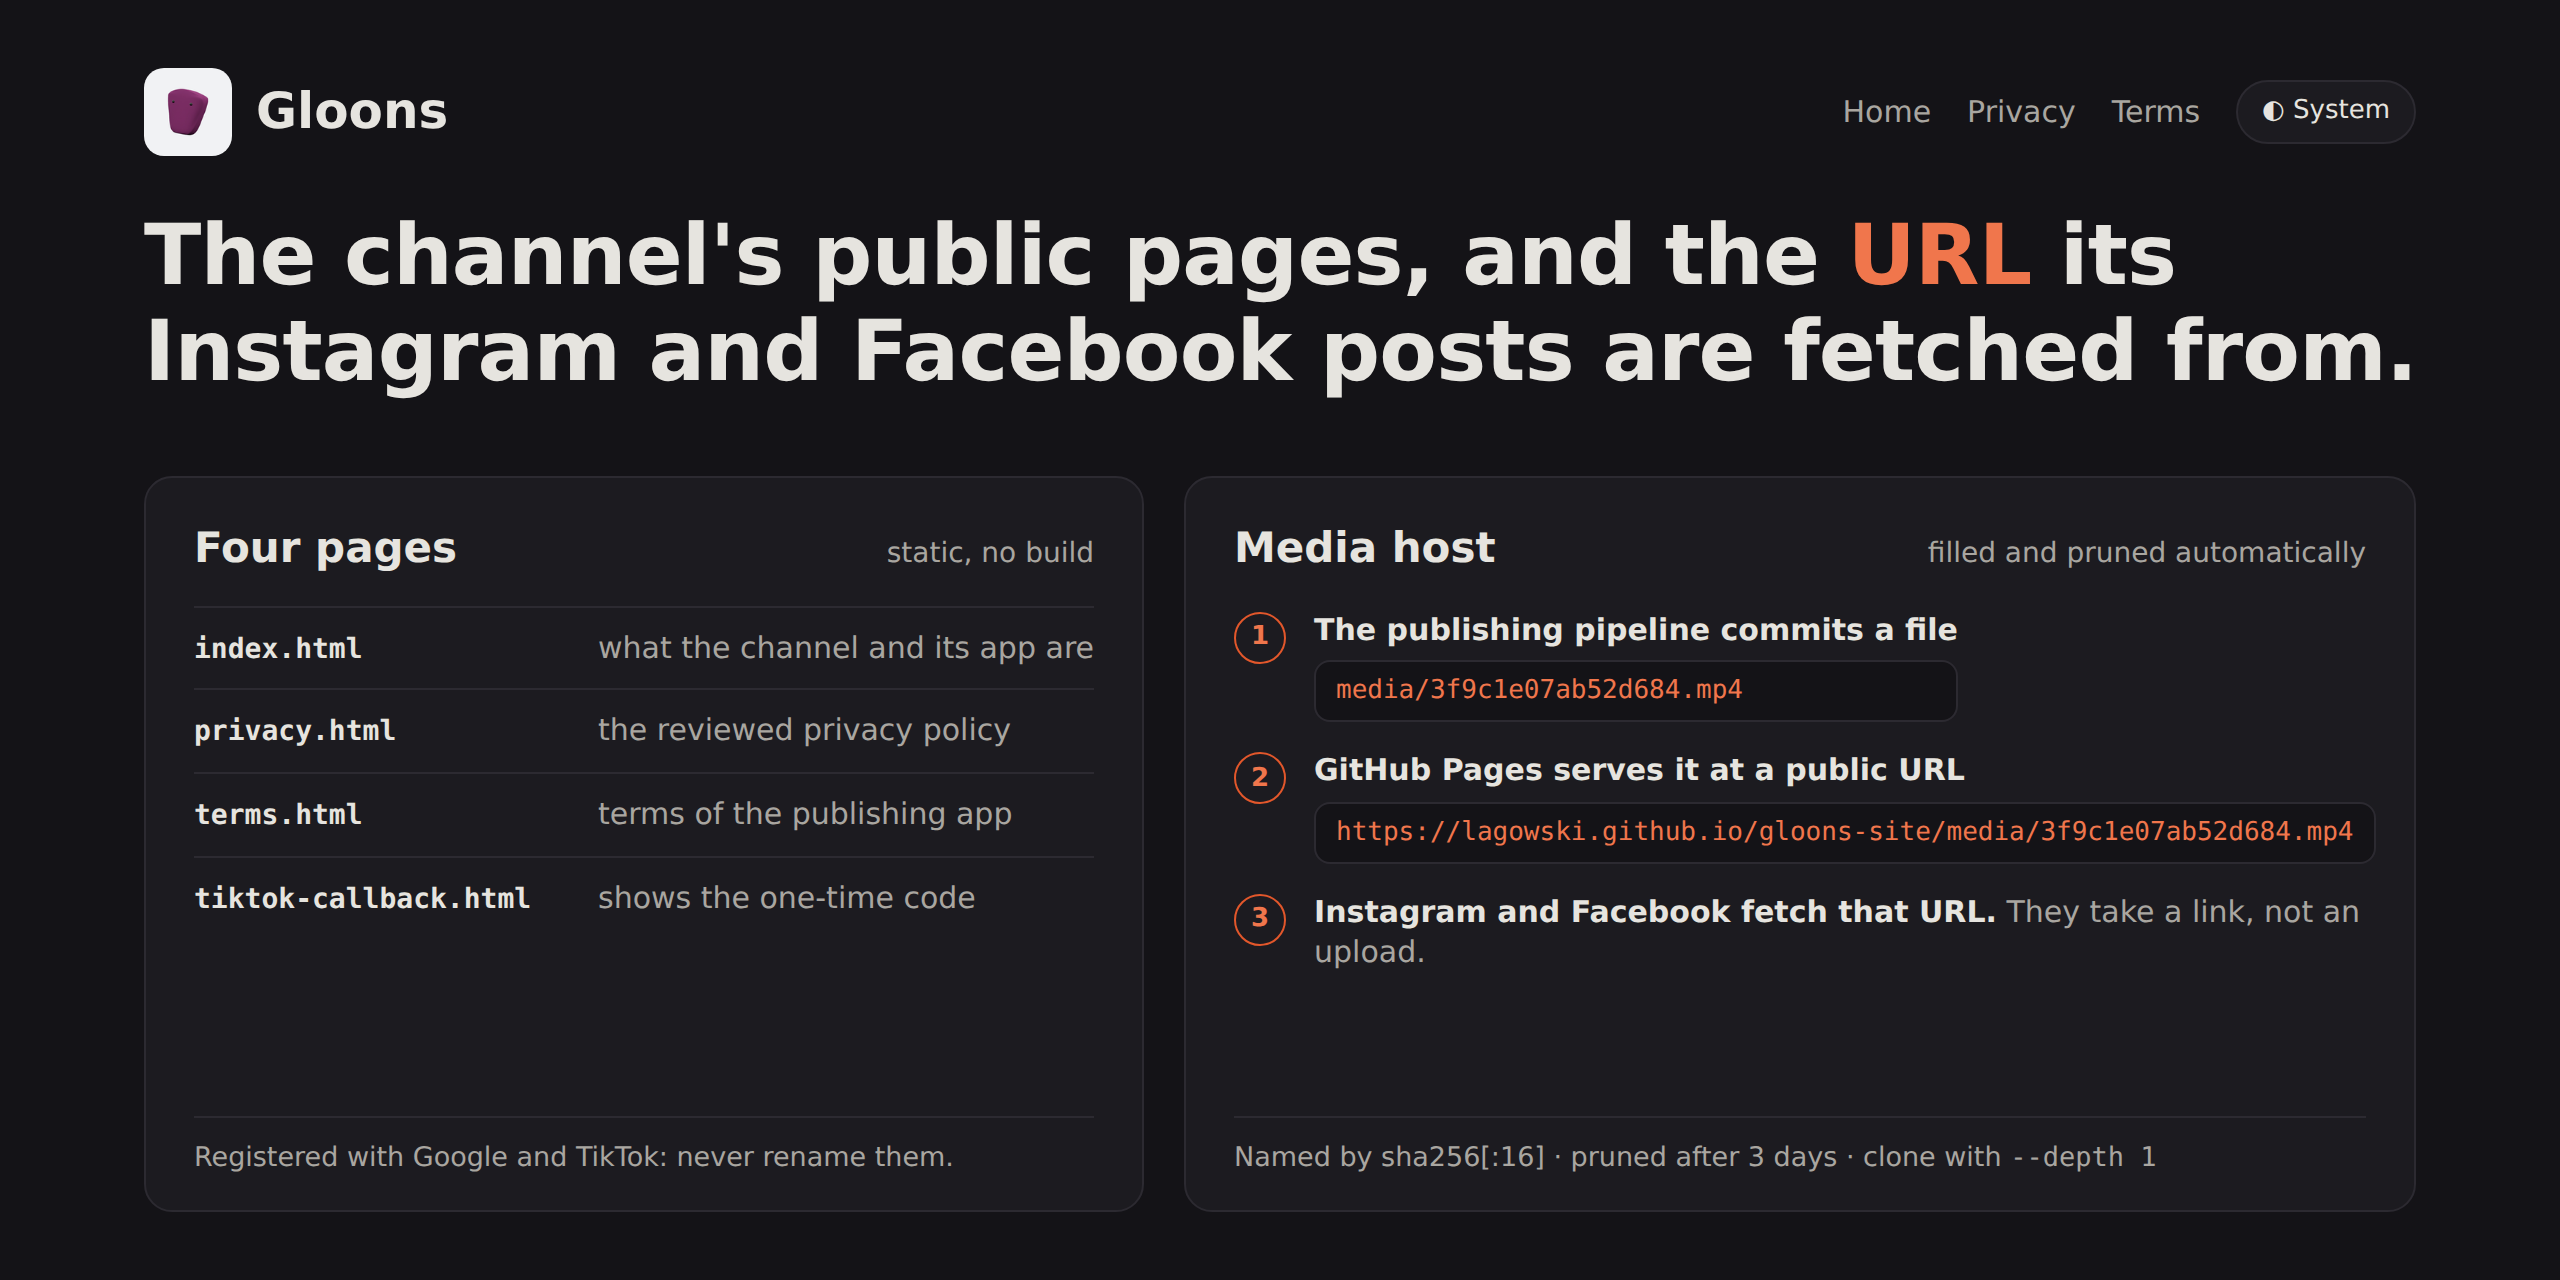 Gloons
Home Privacy Terms ◐ System
The channel's public pages, and the URL its
Instagram and Facebook posts are fetched from.
Four pages
static, no build
index.html what the channel and its app are
privacy.html the reviewed privacy policy
terms.html terms of the publishing app
tiktok-callback.html shows the one-time code
Registered with Google and TikTok: never rename them.
Media host
filled and pruned automatically
1 The publishing pipeline commits a file
media/3f9c1e07ab52d684.mp4
2 GitHub Pages serves it at a public URL
https://lagowski.github.io/gloons-site/media/3f9c1e07ab52d684.mp4
3 Instagram and Facebook fetch that URL. They take a link, not an
upload.
Named by sha256[:16] · pruned after 3 days · clone with --depth 1